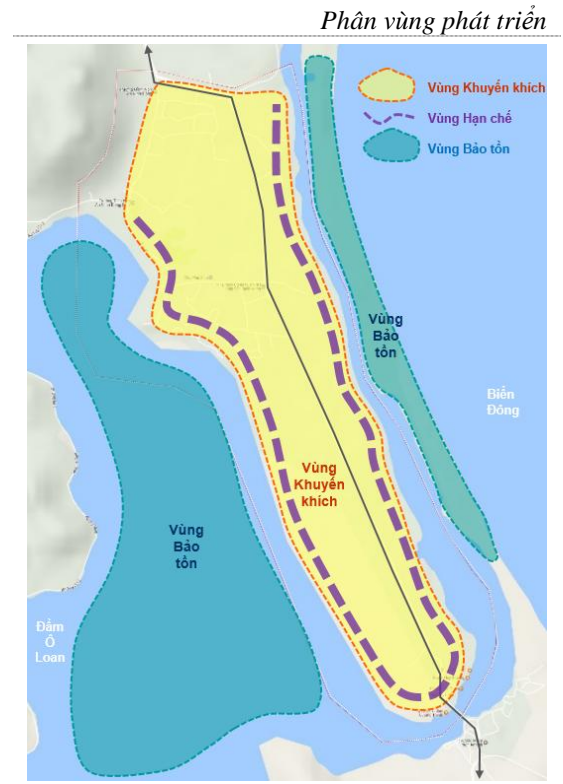 Phân vùng phát triển
Vùng Khuyến khích
Vùng Hạn chế
Vùng Bảo tồn
Vùng
Bảo
tồn
Biển
Đông
Vùng
Khuyến
khích
Vùng
Bảo
tồn
Đầm
Ô
Loan